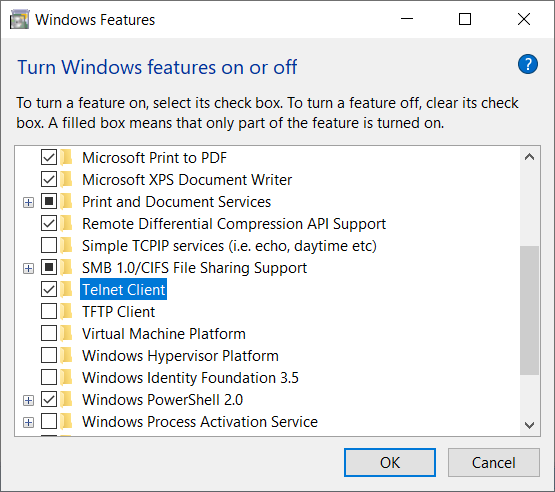 Windows Features
Turn Windows features on or off
?
To turn a feature on, select its check box. To turn a feature off, clear its check
box. A filled box means that only part of the feature is turned on.
Microsoft Print to PDF
Microsoft XPS Document Writer
Print and Document Services
Remote Differential Compression API Support
Simple TCPIP services (i.e. echo, daytime etc)
SMB 1.0/CIFS File Sharing Support
Telnet Client
TFTP Client
Virtual Machine Platform
Windows Hypervisor Platform
Windows Identity Foundation 3.5
Windows PowerShell 2.0
Windows Process Activation Service
OK Cancel